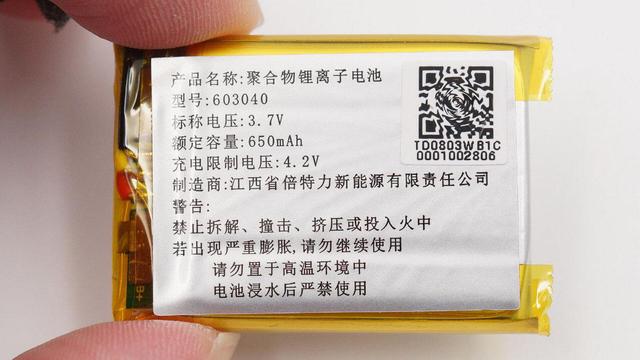 产品名称:聚合物锂离子电池
型号:603040
标称电压:3.7V
额定容量:650mAh
充电限制电压:4.2V
制造商:江西省倍特力新能源有限责任公司
警告:
禁止拆解、撞击、挤压或投入火中
若出现严重膨胀,请勿继续使用
请勿置于高温环境中
电池浸水后严禁使用
TD0803WB1C
0001002806